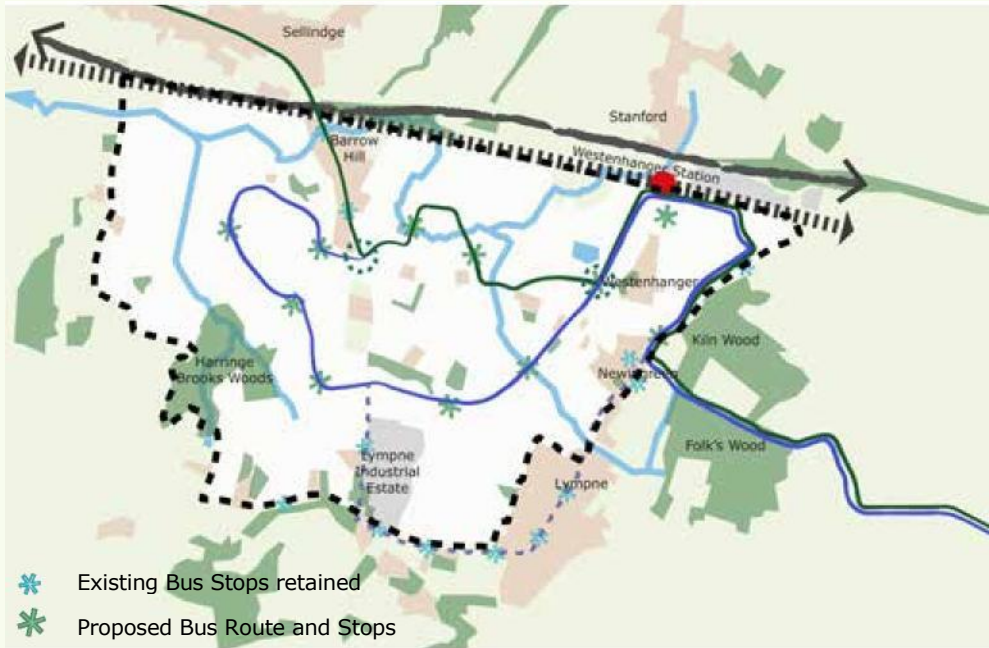 Sellindge
Stanford
Barrow
Hill
Westenhanger Station
Westenhanger
Kiln Wood
Harringe
Brooks Woods
Newingreen
Folk's Wood
Lympne
Industrial
Estate
Lympne
Existing Bus Stops retained
Proposed Bus Route and Stops